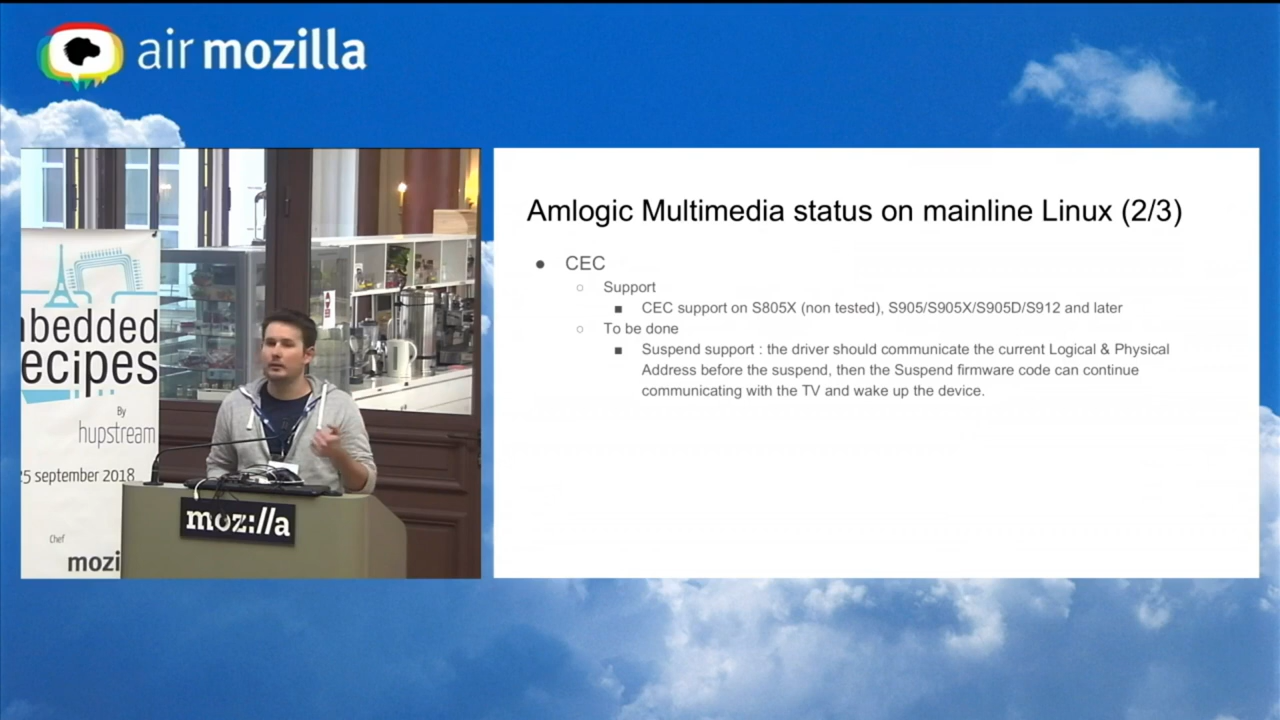 air mozilla
bedded
ecipes
By
hupstream
5 september 2018
Chef
mozi
moz://a
Amlogic Multimedia status on mainline Linux (2/3)
● CEC
○ Support
■ CEC support on S805X (non tested), S905/S905X/S905D/S912 and later
○ To be done
■ Suspend support : the driver should communicate the current Logical & Physical
Address before the suspend, then the Suspend firmware code can continue
communicating with the TV and wake up the device.